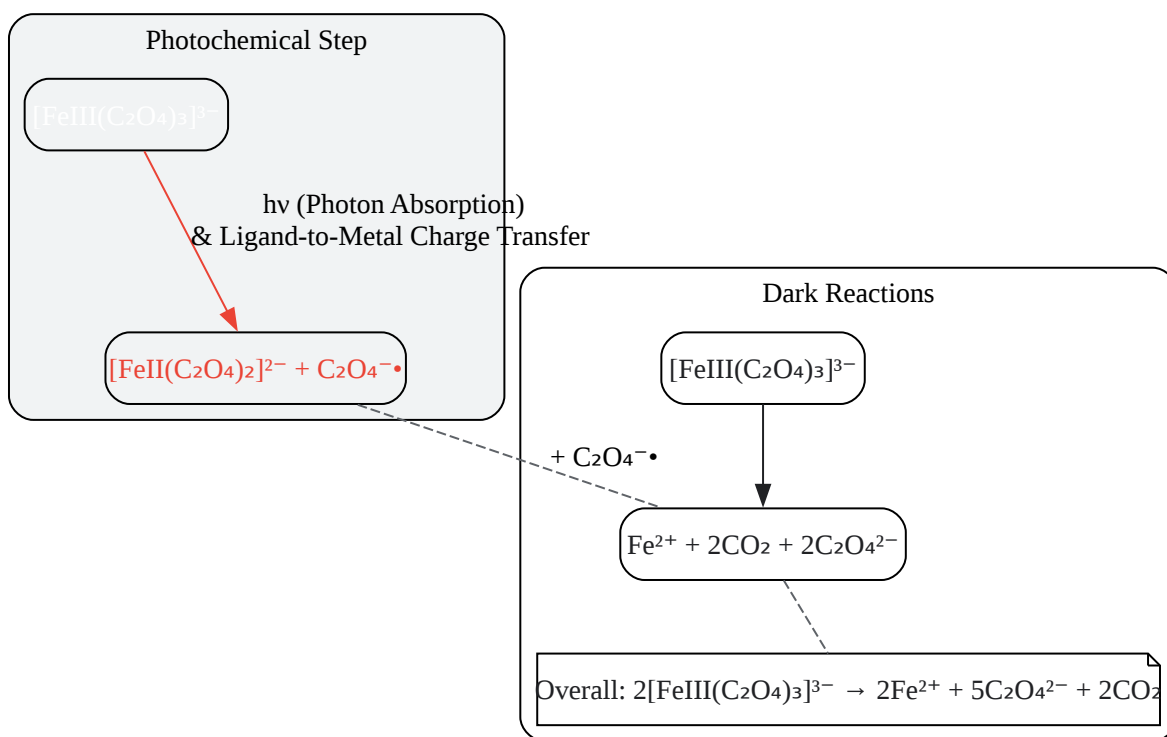 Photochemical Step
[FeIII(C₂O₄)₃]³⁻
hν (Photon Absorption)
& Ligand-to-Metal Charge Transfer
[FeII(C₂O₄)₂]²⁻ + C₂O₄⁻•
Dark Reactions
[FeIII(C₂O₄)₃]³⁻
+ C₂O₄⁻•
Fe²⁺ + 2CO₂ + 2C₂O₄²⁻
Overall: 2[FeIII(C₂O₄)₃]³⁻ → 2Fe²⁺ + 5C₂O₄²⁻ + 2CO₂